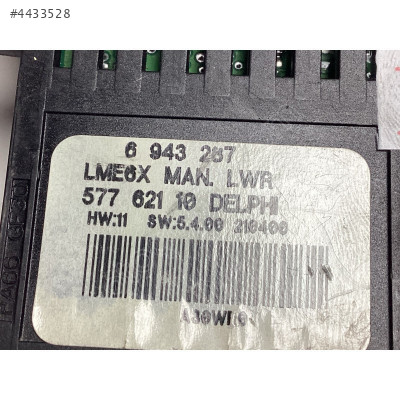 #4433528
6 943 287
LME6X MAN. LWR
577 621 10 DELPHI
HW:11 SW:5.4.00 210400